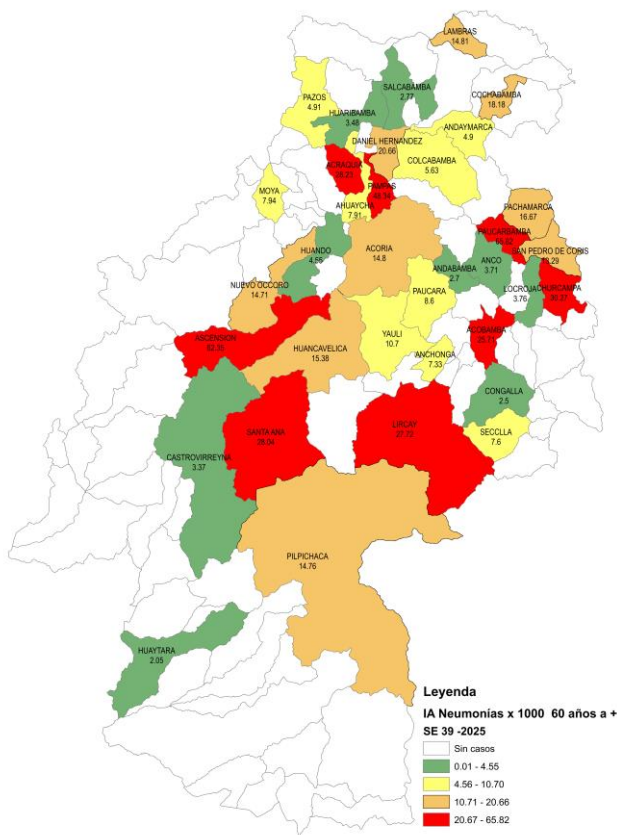 LAMBRAS
14.81
SALCABAMBA
2.77
COCHABAMBA
18.18
PAZOS
4.91
HUARIBAMBA
3.48
ANDAYMARCA
4.9
DANIEL HERNANDEZ
20.66
COLCABAMBA
5.63
ACRAQUIA
PAMPAS
MOYA
7.94
AHUAYCHA
7.91
PACHAMARCA
16.67
PAUCARBAMBA
65.82
SAN PEDRO DE CORIS
HUANDO
4.55
ACORIA
14.8
ANCO
3.71
ANDABAMBA
2.7
LOCROJA
3.76
CHURCAMPA
NUEVO OCCORO
14.71
PAUCARA
8.6
ASCENSION
YAULI
10.7
ACOBAMBA
HUANCAVELICA
15.38
ANCHONGA
7.33
CONGALLA
2.5
SANTA ANA
LIRCAY
SECCLLA
7.6
CASTROVIRREYNA
3.37
PILPICHACA
14.76
HUAYTARA
2.05
Leyenda
IA Neumonías x 1000 60 años a +
SE 39 -2025
Sin casos
0.01 - 4.55
4.56 - 10.70
10.71 - 20.66
20.67 - 65.82